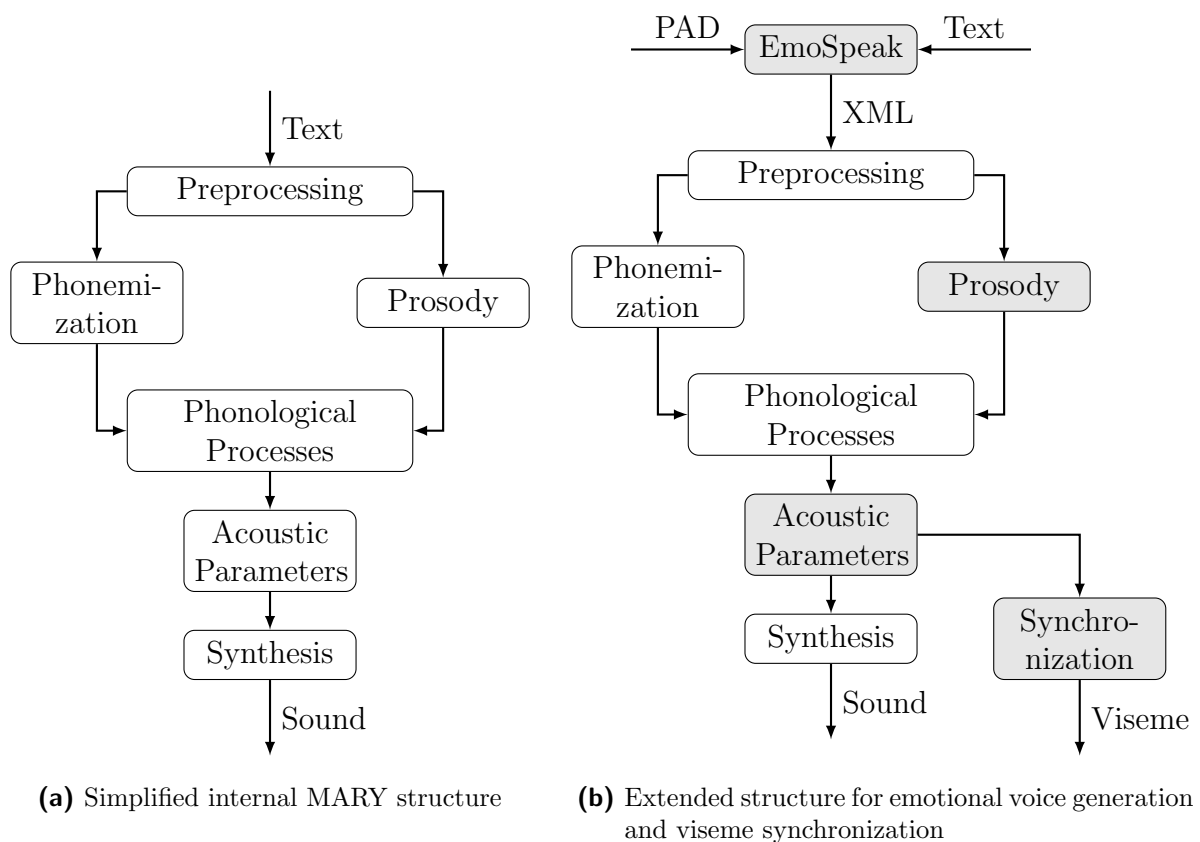 Text
Preprocessing
Phonemi-
zation
Prosody
Phonological
Processes
Acoustic
Parameters
Synthesis
Sound
(a) Simplified internal MARY structure
PAD
EmoSpeak
Text
XML
Preprocessing
Phonemi-
zation
Prosody
Phonological
Processes
Acoustic
Parameters
Synthesis
Synchro-
nization
Sound
Viseme
(b) Extended structure for emotional voice generation
and viseme synchronization